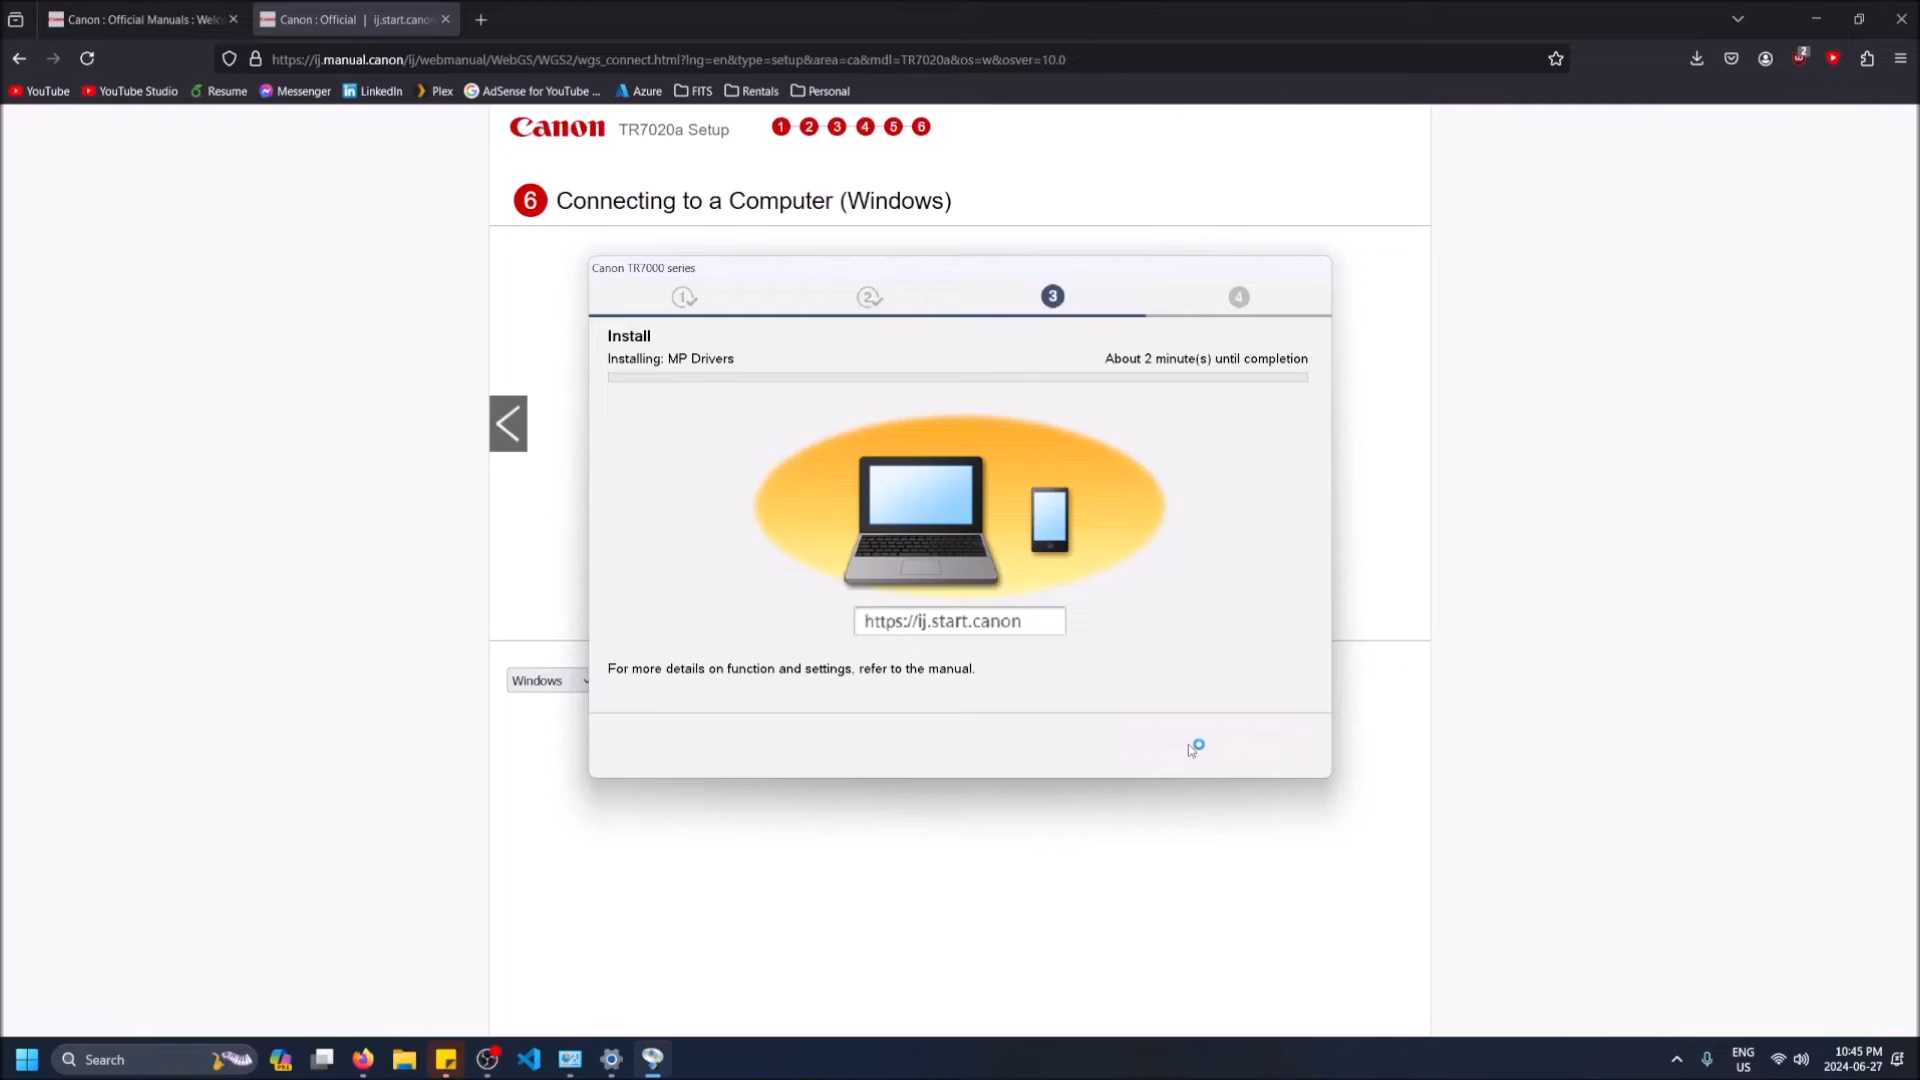 Canon : Official Manuals : Welc
Canon : Official | ij.start.canon
https://ij.manual.canon/ij/webmanual/WebGS/WGS2/wgs_connect.html?lng=en&type=setup&area=ca&mdl=TR7020a&os=w&osver=10.0
2
YouTube
YouTube Studio
Resume
Messenger
LinkedIn
Plex
AdSense for YouTube ...
Azure
FITS
Rentals
Personal
Canon TR7020a Setup 1 2 3 4 5 6
6 Connecting to a Computer (Windows)
Canon TR7000 series
1 2 3 4
Install
Installing: MP Drivers About 2 minute(s) until completion
https://ij.start.canon
For more details on function and settings, refer to the manual.
Windows
Search
ENG
US
10:45 PM
2024-06-27